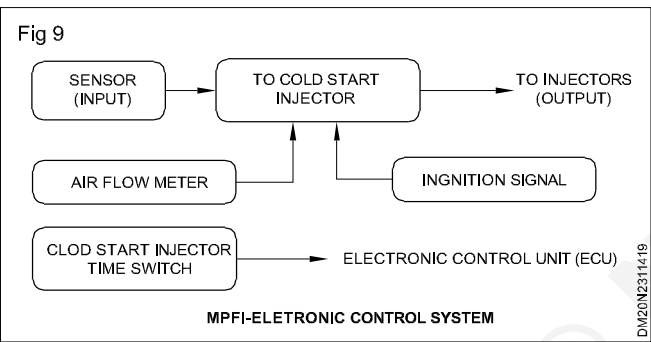 Fig 9
SENSOR
(INPUT)
TO COLD START
INJECTOR
TO INJECTORS
(OUTPUT)
AIR FLOW METER
INGNITION SIGNAL
CLOD START INJECTOR
TIME SWITCH
ELECTRONIC CONTROL UNIT (ECU)
MPFI-ELETRONIC CONTROL SYSTEM
DM20N2311419